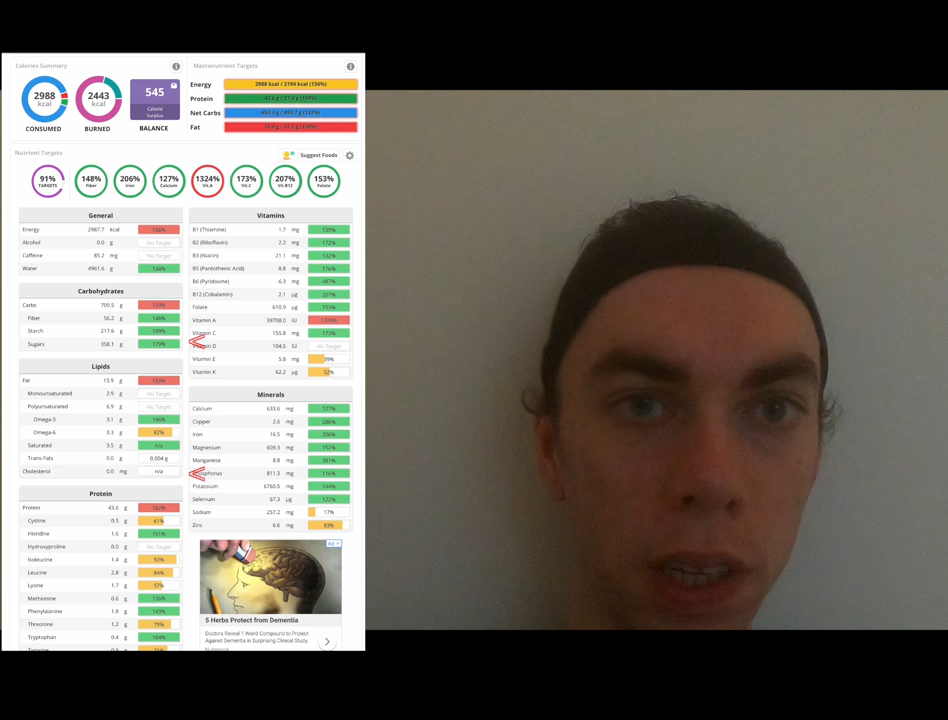 Calories Summary
2988
kcal
CONSUMED
2443
kcal
BURNED
545
Calorie
Surplus
BALANCE
Macronutrient Targets
Energy 2988 kcal / 2194 kcal (136%)
Protein
Net Carbs
Fat
Nutrient Targets
Suggest Foods
91%
TARGETS
148%
Fiber
206%
Iron
127%
Calcium
1324%
Vit.A
173%
Vit.C
207%
Vit.B12
153%
Folate
General
Energy 2987.7 kcal 136%
Alcohol 0.0 g No Target
Caffeine 85.2 mg No Target
Water 4961.6 g 134%
Carbohydrates
Carbs 709.5 g
Fiber 56.2 g 148%
Starch 217.6 g 109%
Sugars 358.1 g 179%
Lipids
Fat 15.9 g
Monounsaturated 2.9 g No Target
Polyunsaturated 6.9 g No Target
Omega-3 3.1 g 196%
Omega-6 3.3 g 82%
Saturated 3.5 g n/a
Trans-Fats 0.0 g 0.004 g
Cholesterol 0.0 mg n/a
Protein
Protein 43.6 g 162%
Cystine 0.5 g 61%
Histidine 1.6 g 151%
Hydroxyproline 0.0 g No Target
Isoleucine 1.4 g 92%
Leucine 2.8 g 84%
Lysine 1.7 g 57%
Methionine 0.6 g 126%
Phenylalanine 1.8 g 143%
Threonine 1.2 g 79%
Tryptophan 0.4 g 104%
Vitamins
B1 (Thiamine) 1.7 mg 139%
B2 (Riboflavin) 2.2 mg 172%
B3 (Niacin) 21.1 mg 132%
B5 (Pantothenic Acid) 8.8 mg 176%
B6 (Pyridoxine) 6.3 mg 487%
B12 (Cobalamin) 2.1 µg 207%
Folate 610.9 µg 153%
Vitamin A 39708.0 IU 1324%
Vitamin C 155.8 mg 173%
D 104.5 IU No Target
Vitamin E 5.8 mg 39%
Vitamin K 62.2 µg 52%
Minerals
Calcium 633.6 mg 127%
Copper 2.6 mg 286%
Iron 16.5 mg 206%
Magnesium 609.3 mg 152%
Manganese 8.8 mg 381%
811.3 mg 116%
Potassium 6760.5 mg 144%
Selenium 67.3 µg 122%
Sodium 257.2 mg 17%
Zinc 6.6 mg 83%
Ad
5 Herbs Protect from Dementia
Doctors Reveal 1 Weird Compound to Protect
Against Dementia in Surprising Clinical Study